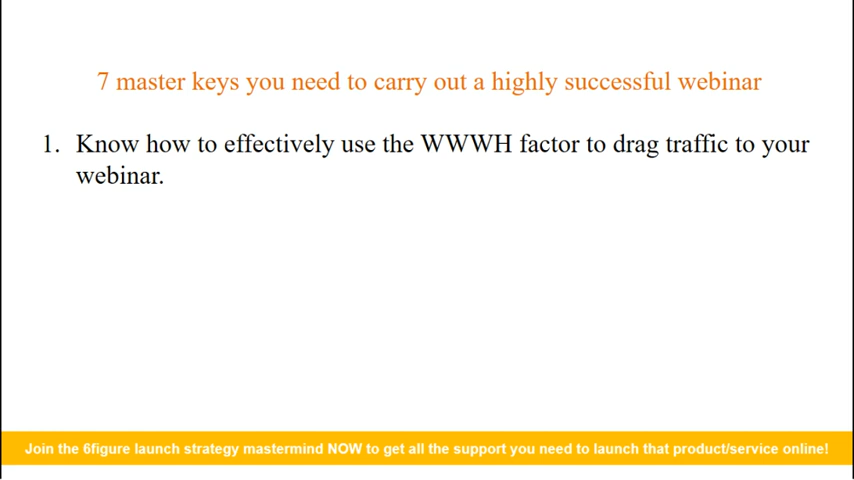 7 master keys you need to carry out a highly successful webinar
1. Know how to effectively use the WWWH factor to drag traffic to your
webinar.
Join the 6figure launch strategy mastermind NOW to get all the support you need to launch that product/service online!